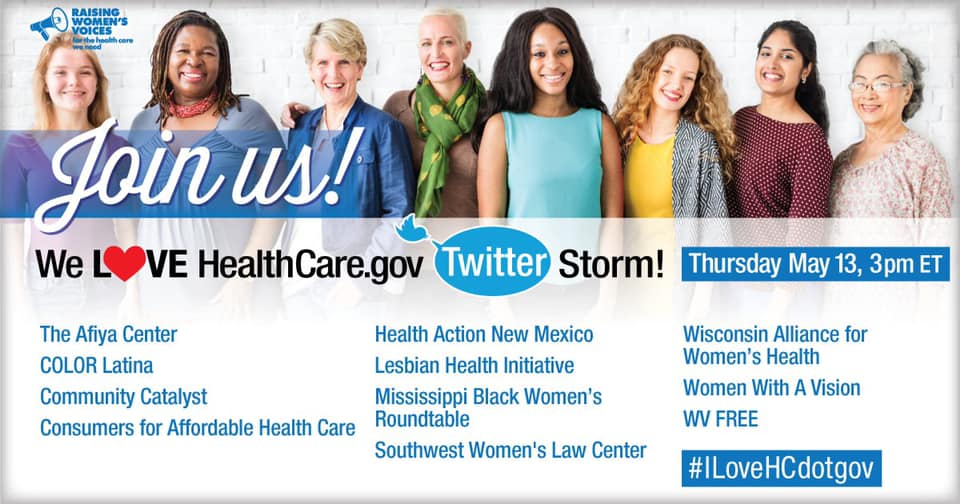 RAISING
WOMEN'S
VOICES
for the health care
we need
Join us!
We LOVE HealthCare.gov Twitter Storm!
Thursday May 13, 3pm ET
The Afiya Center
COLOR Latina
Community Catalyst
Consumers for Affordable Health Care
Health Action New Mexico
Lesbian Health Initiative
Mississippi Black Women's
Roundtable
Southwest Women's Law Center
Wisconsin Alliance for
Women's Health
Women With A Vision
WV FREE
#ILoveHCdotgov